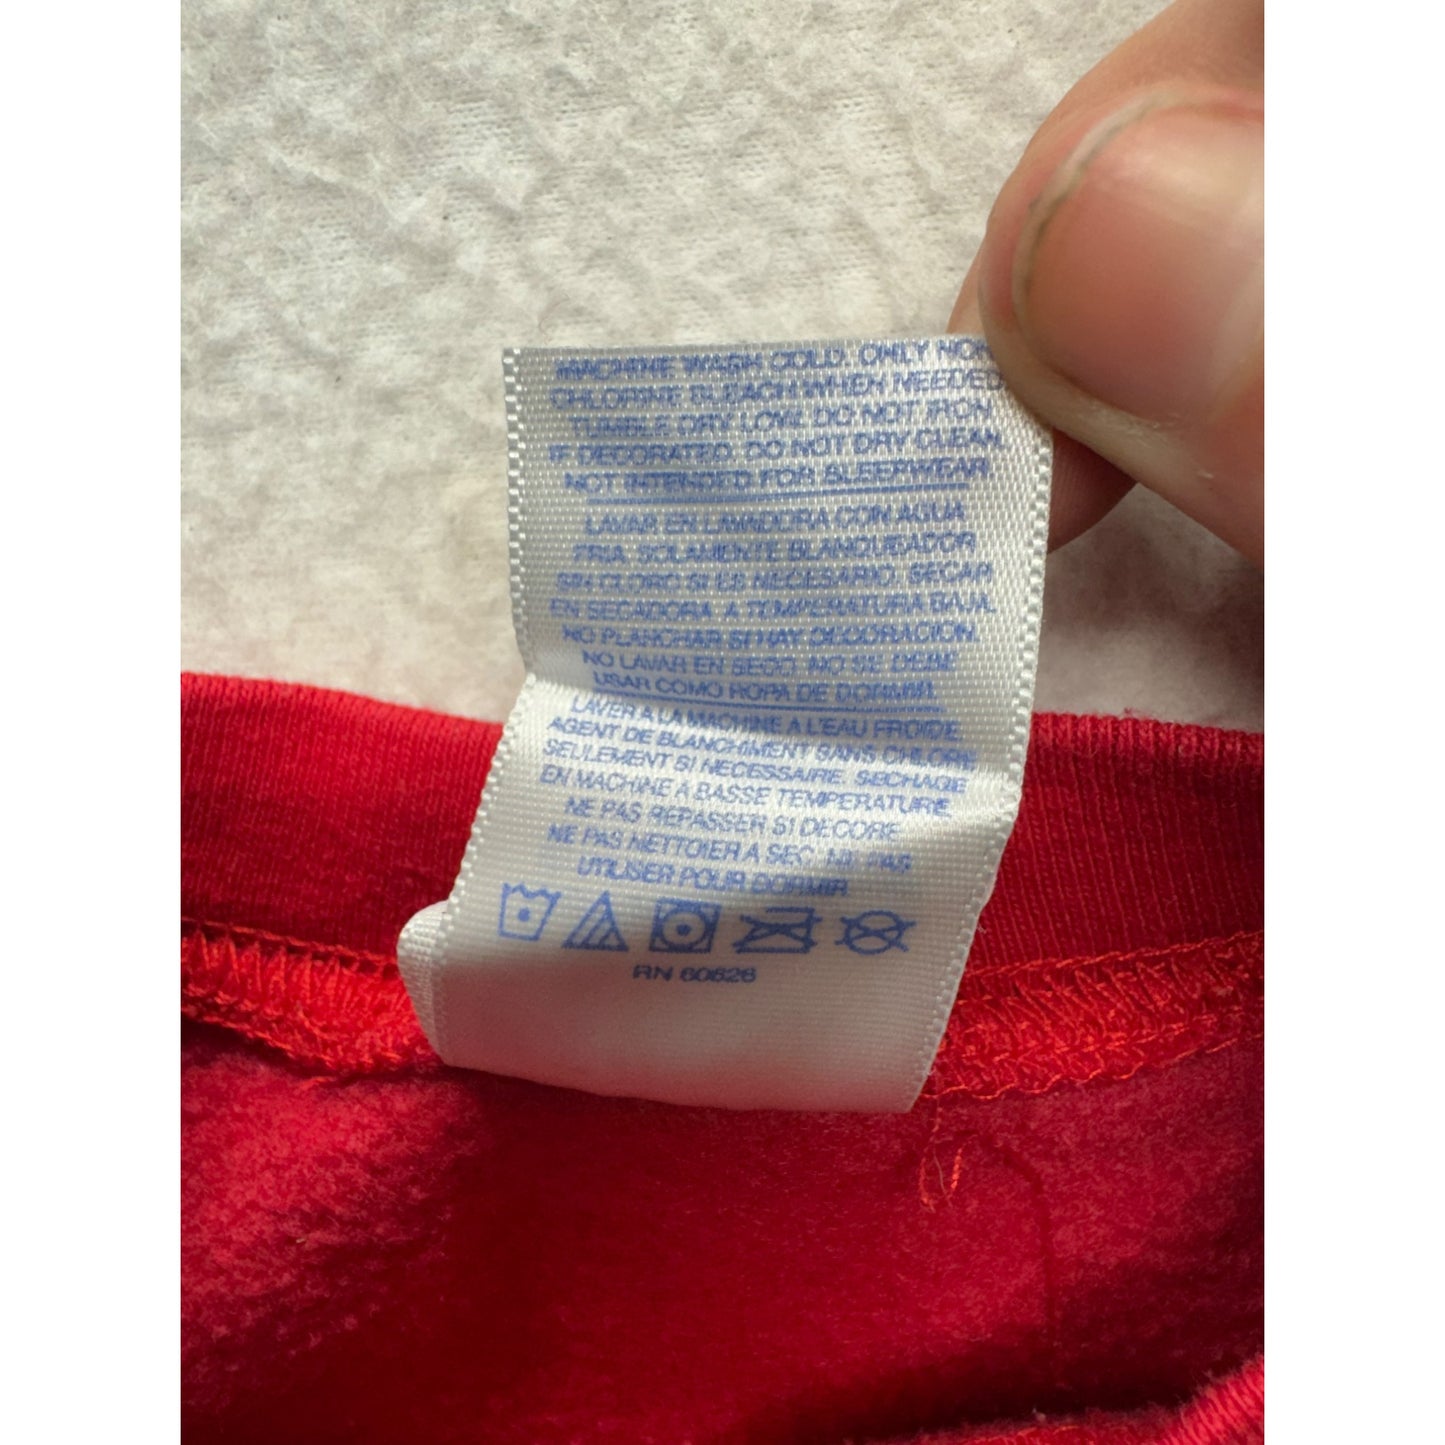 MACHINE WASH COLD. ONLY NON
CHLORINE BLEACH WHEN NEEDED.
TUMBLE DRY LOW. DO NOT IRON
IF DECORATED. DO NOT DRY CLEAN.
NOT INTENDED FOR SLEEPWEAR
LAVAR EN LAVADORA CON AGUA
FRIA. SOLAMENTE BLANQUEADOR
SIN CLORO SI ES NECESARIO. SECAR
EN SECADORA A TEMPERATURA BAJA.
NO PLANCHAR SI HAY DECORACION.
NO LAVAR EN SECO. NO SE DEBE
USAR COMO ROPA DE DORMIR.
LAVER A LA MACHINE A L'EAU FROIDE
AGENT DE BLANCHIMENT SANS CHLORE
SEULEMENT SI NECESSAIRE. SECHAGE
EN MACHINE À BASSE TEMPERATURE
NE PAS REPASSER SI DECORE
NE PAS NETTOIER A SEC. NE PAS
UTILISER POUR DORMIR
RN 60626